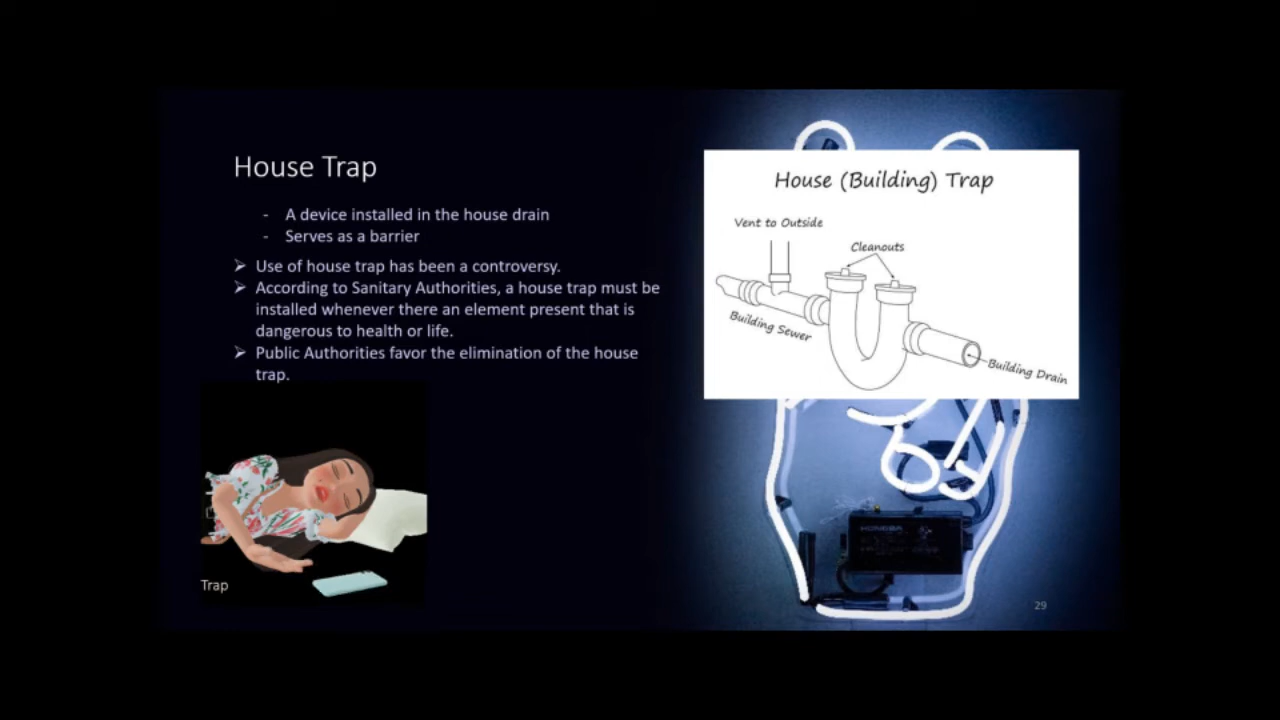 House Trap
- A device installed in the house drain
- Serves as a barrier
Use of house trap has been a controversy.
According to Sanitary Authorities, a house trap must be
installed whenever there an element present that is
dangerous to health or life.
Public Authorities favor the elimination of the house
trap.
Trap
House (Building) Trap
Vent to Outside
Cleanouts
Building Sewer
Building Drain
29